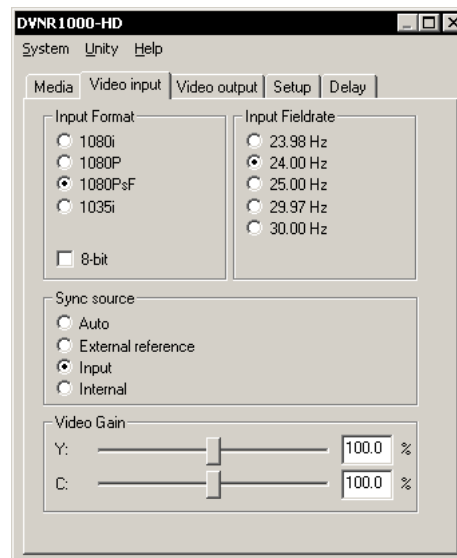 DVNR1000-HD
System Unity Help
Media Video input Video output Setup Delay
Input Format
1080i
1080P
1080PsF
1035i
8-bit
Input Fieldrate
23.98 Hz
24.00 Hz
25.00 Hz
29.97 Hz
30.00 Hz
Sync source
Auto
External reference
Input
Internal
Video Gain
Y: 100.0 %
C: 100.0 %